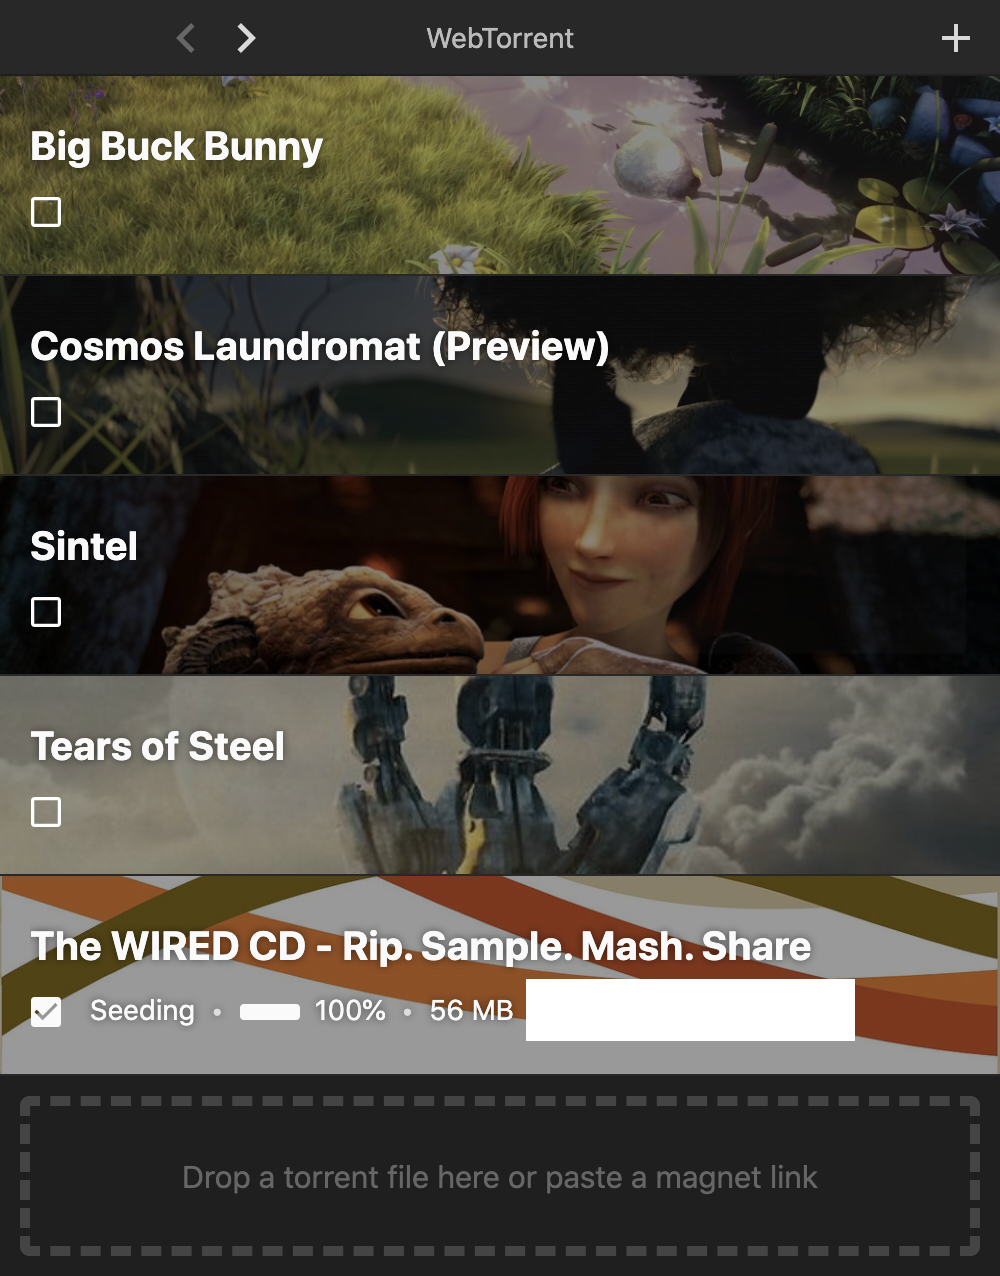 WebTorrent
Big Buck Bunny
Cosmos Laundromat (Preview)
Sintel
Tears of Steel
The WIRED CD - Rip. Sample. Mash. Share
Seeding • 100% • 56 MB
Drop a torrent file here or paste a magnet link